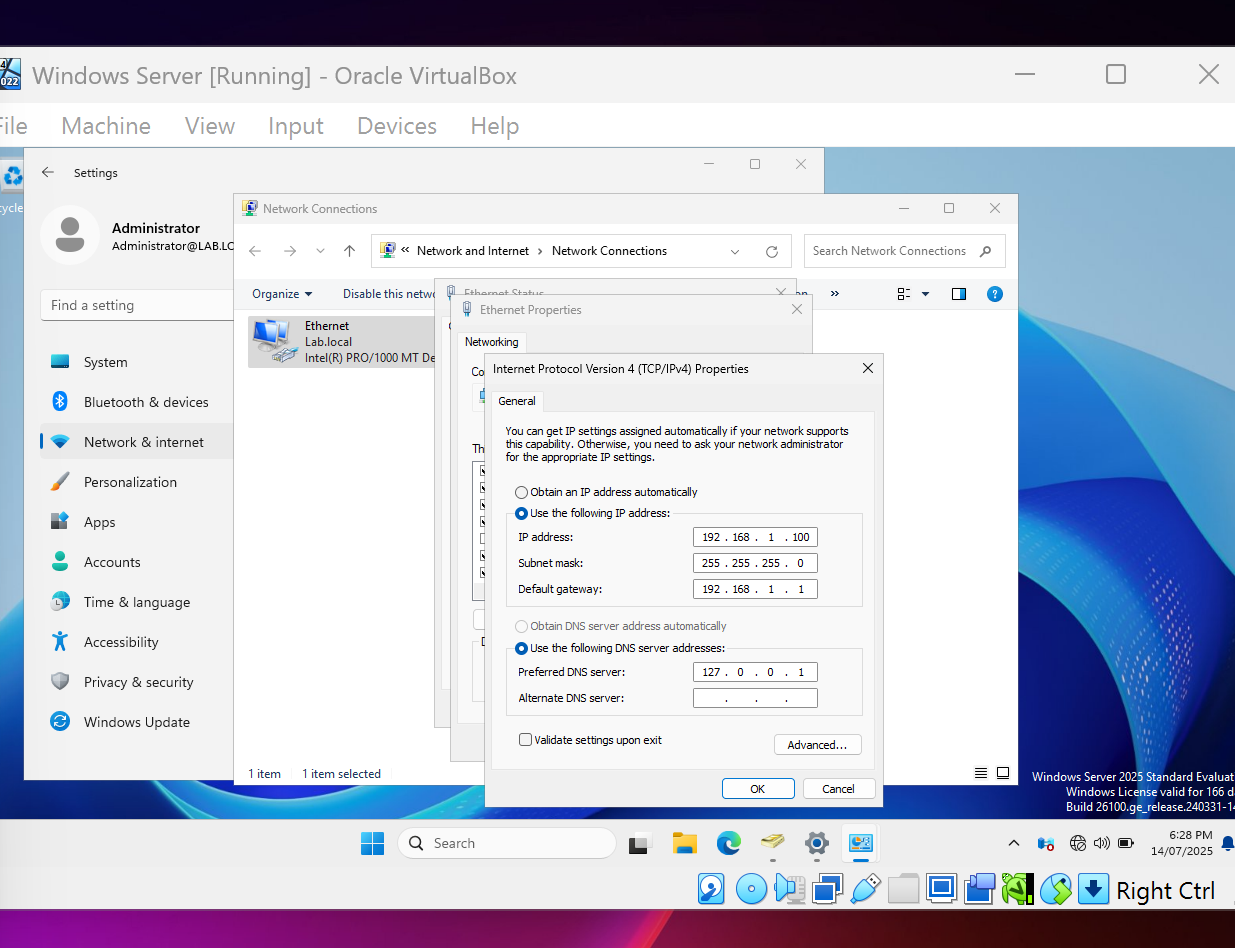 Windows Server [Running] - Oracle VirtualBox
File Machine View Input Devices Help
Settings
Administrator
Administrator@LAB.LO
Find a setting
System
Bluetooth & devices
Network & internet
Personalization
Apps
Accounts
Time & language
Accessibility
Privacy & security
Windows Update
Network Connections
« Network and Internet › Network Connections
Search Network Connections
Organize Disable this netwo on »
Ethernet
Lab.local
Intel(R) PRO/1000 MT De
1 item 1 item selected
Ethernet Status
Ethernet Properties
Networking
Co
Th
Internet Protocol Version 4 (TCP/IPv4) Properties
General
You can get IP settings assigned automatically if your network supports
this capability. Otherwise, you need to ask your network administrator
for the appropriate IP settings.
Obtain an IP address automatically
Use the following IP address:
IP address: 192 . 168 . 1 . 100
Subnet mask: 255 . 255 . 255 . 0
Default gateway: 192 . 168 . 1 . 1
Obtain DNS server address automatically
Use the following DNS server addresses:
Preferred DNS server: 127 . 0 . 0 . 1
Alternate DNS server: . . .
Validate settings upon exit
Advanced...
OK Cancel
cycle
Windows Server 2025 Standard Evaluat
Windows License valid for 166 d
Build 26100.ge_release.240331-14
Search
6:28 PM
14/07/2025
Right Ctrl